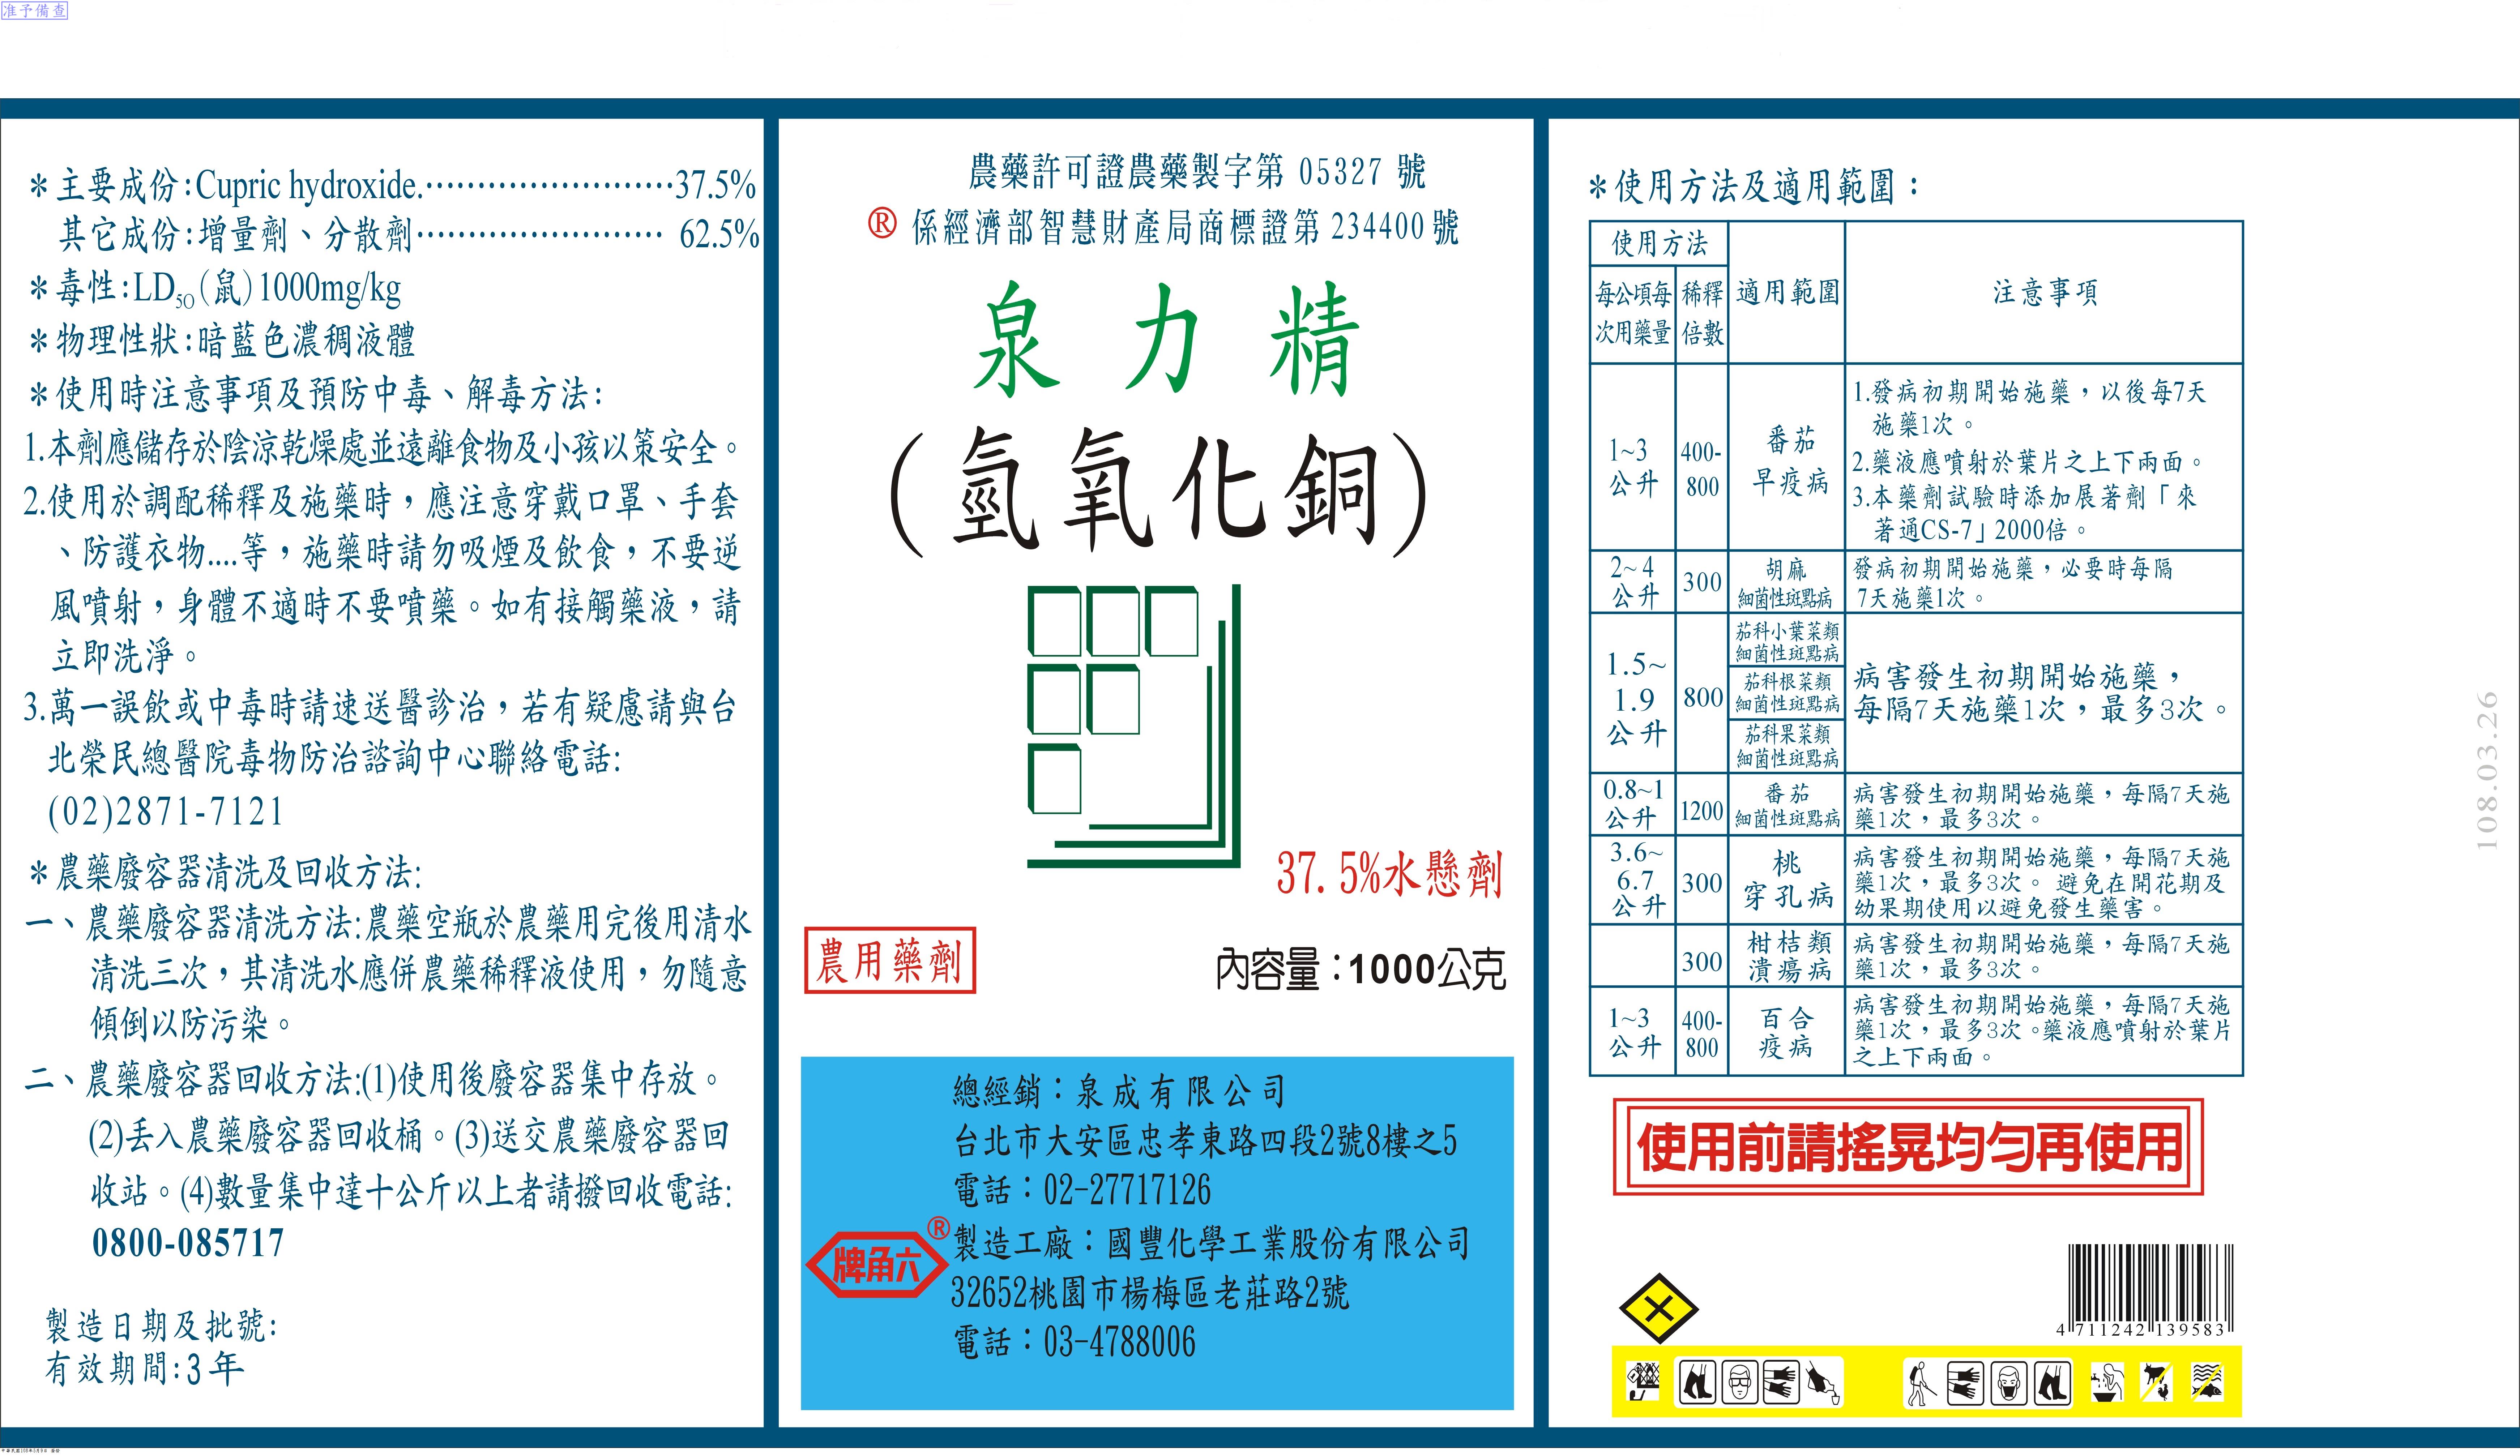 准予備查
＊主要成份:Cupric hydroxide.························37.5%
其它成份:增量劑、分散劑························ 62.5%
＊毒性:LD50(鼠)1000mg/kg
＊物理性狀:暗藍色濃稠液體
＊使用時注意事項及預防中毒、解毒方法:
1.本劑應儲存於陰涼乾燥處並遠離食物及小孩以策安全。
2.使用於調配稀釋及施藥時，應注意穿戴口罩、手套
、防護衣物....等，施藥時請勿吸煙及飲食，不要逆
風噴射，身體不適時不要噴藥。如有接觸藥液，請
立即洗淨。
3.萬一誤飲或中毒時請速送醫診治，若有疑慮請與台
北榮民總醫院毒物防治諮詢中心聯絡電話:
(02)2871-7121
＊農藥廢容器清洗及回收方法:
一、農藥廢容器清洗方法:農藥空瓶於農藥用完後用清水
清洗三次，其清洗水應併農藥稀釋液使用，勿隨意
傾倒以防污染。
二、農藥廢容器回收方法:(1)使用後廢容器集中存放。
(2)丟入農藥廢容器回收桶。(3)送交農藥廢容器回
收站。(4)數量集中達十公斤以上者請撥回收電話:
0800-085717
製造日期及批號:
有效期間:3年
農藥許可證農藥製字第 05327 號
® 係經濟部智慧財產局商標證第 234400 號
泉力精
(氫氧化銅)
37.5%水懸劑
農用藥劑
內容量：1000公克
總經銷：泉成有限公司
台北市大安區忠孝東路四段2號8樓之5
電話：02-27717126
牌角六®
製造工廠：國豐化學工業股份有限公司
32652桃園市楊梅區老莊路2號
電話：03-4788006
＊使用方法及適用範圍：
使用方法
每公頃每
次用藥量
稀釋
倍數
適用範圍
注意事項
1~3
公升
400-
800
番茄
早疫病
1.發病初期開始施藥，以後每7天
施藥1次。
2.藥液應噴射於葉片之上下兩面。
3.本藥劑試驗時添加展著劑「來
著通CS-7」2000倍。
2~4
公升
300
胡麻
細菌性斑點病
發病初期開始施藥，必要時每隔
7天施藥1次。
1.5~
1.9
公升
800
茄科小葉菜類
細菌性斑點病
茄科根菜類
細菌性斑點病
茄科果菜類
細菌性斑點病
病害發生初期開始施藥，
每隔7天施藥1次，最多3次。
0.8~1
公升
1200
番茄
細菌性斑點病
病害發生初期開始施藥，每隔7天施
藥1次，最多3次。
3.6~
6.7
公升
300
桃
穿孔病
病害發生初期開始施藥，每隔7天施
藥1次，最多3次。 避免在開花期及
幼果期使用以避免發生藥害。
300
柑桔類
潰瘍病
病害發生初期開始施藥，每隔7天施
藥1次，最多3次。
1~3
公升
400-
800
百合
疫病
病害發生初期開始施藥，每隔7天施
藥1次，最多3次。藥液應噴射於葉片
之上下兩面。
使用前請搖晃均勻再使用
4 711242 139583
108.03.26